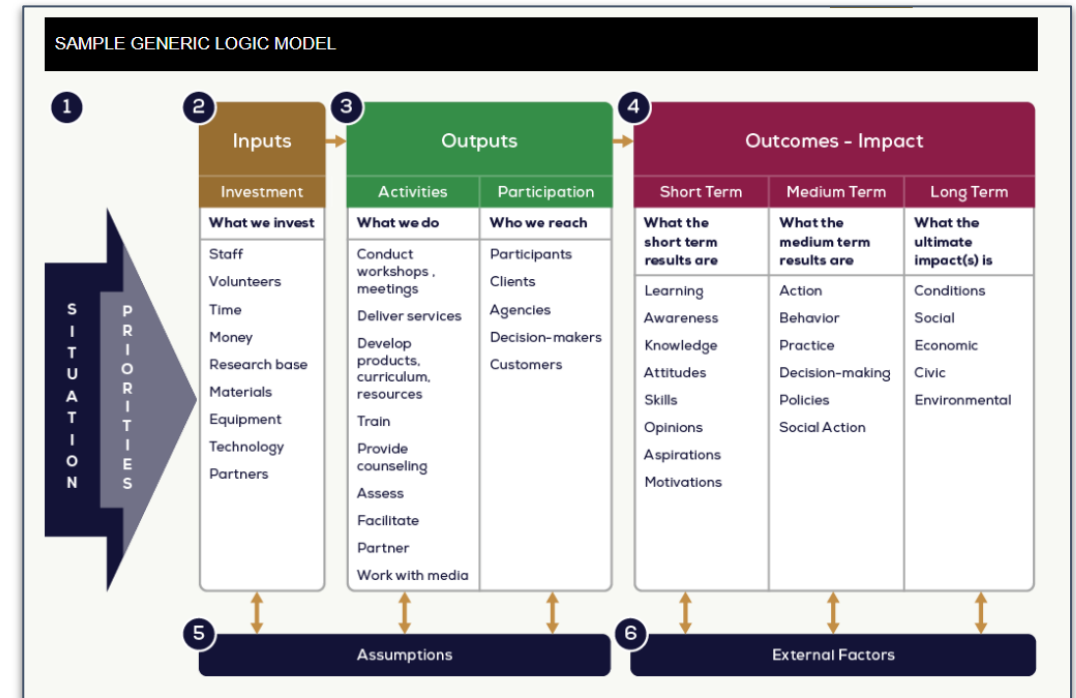 SAMPLE GENERIC LOGIC MODEL
1
2
3
4
Inputs
Outputs
Outcomes - Impact
Investment
Activities
Participation
Short Term
Medium Term
Long Term
SITUATION
PRIORITIES
What we invest
Staff
Volunteers
Time
Money
Research base
Materials
Equipment
Technology
Partners
What we do
Conduct
workshops ,
meetings
Deliver services
Develop
products,
curriculum,
resources
Train
Provide
counseling
Assess
Facilitate
Partner
Work with media
Who we reach
Participants
Clients
Agencies
Decision-makers
Customers
What the
short term
results are
Learning
Awareness
Knowledge
Attitudes
Skills
Opinions
Aspirations
Motivations
What the
medium term
results are
Action
Behavior
Practice
Decision-making
Policies
Social Action
What the
ultimate
impact(s) is
Conditions
Social
Economic
Civic
Environmental
5
Assumptions
6
External Factors